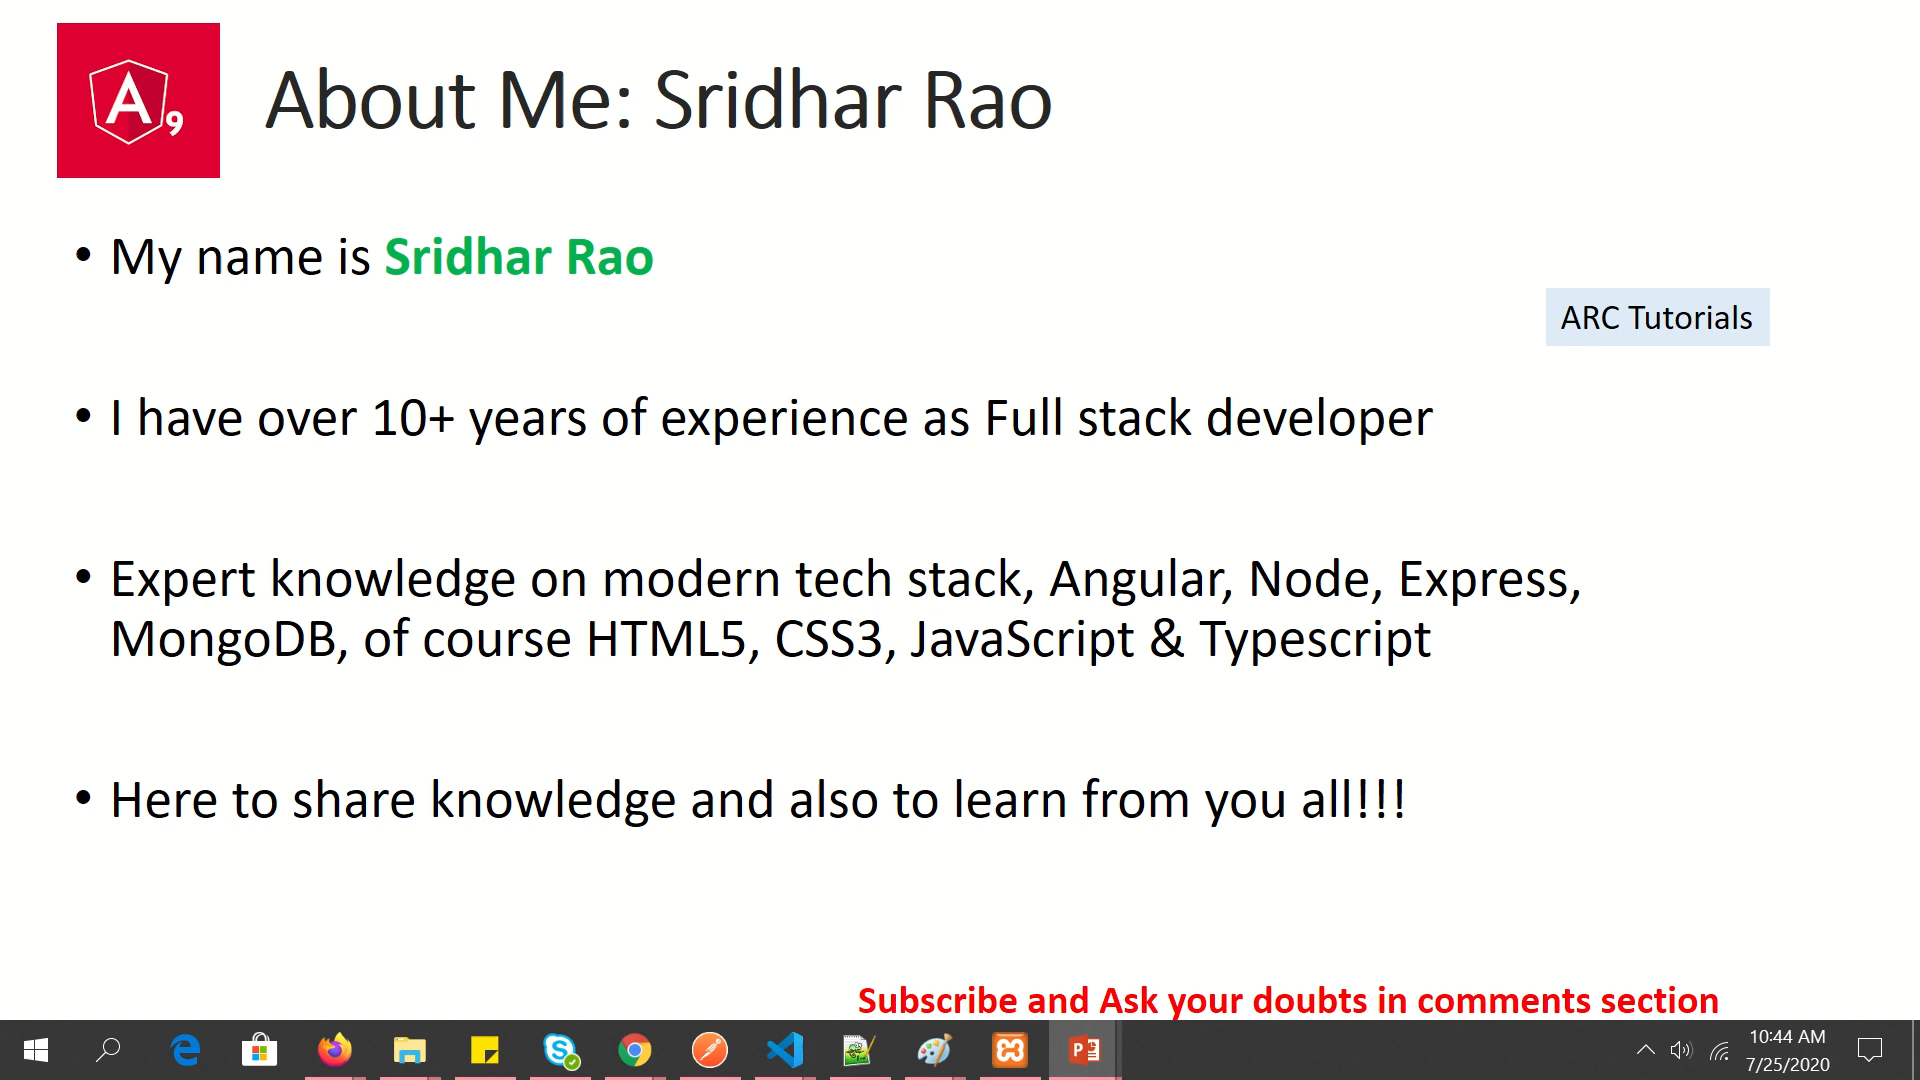 A9
About Me: Sridhar Rao
• My name is Sridhar Rao
ARC Tutorials
• I have over 10+ years of experience as Full stack developer
• Expert knowledge on modern tech stack, Angular, Node, Express,
MongoDB, of course HTML5, CSS3, JavaScript & Typescript
• Here to share knowledge and also to learn from you all!!!
Subscribe and Ask your doubts in comments section
10:44 AM
7/25/2020